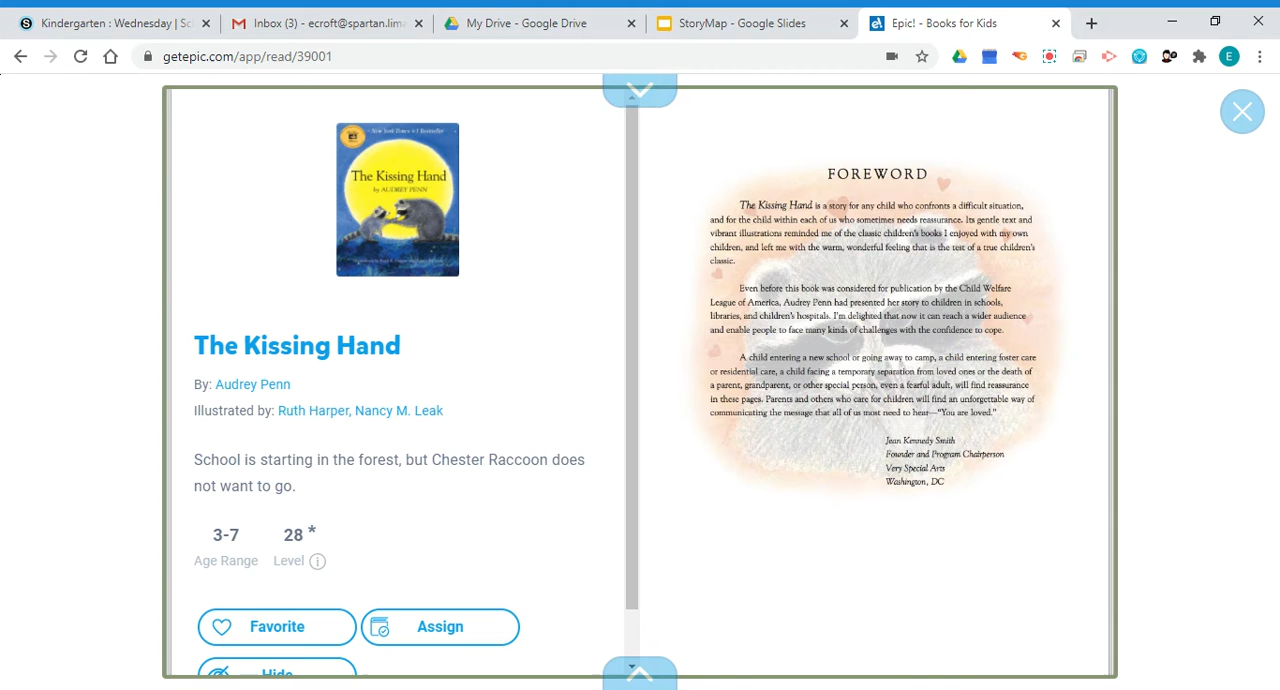 Kindergarten : Wednesday | Sc
Inbox (3) - ecroft@spartan.lima
My Drive - Google Drive
StoryMap - Google Slides
Epic! - Books for Kids
getepic.com/app/read/39001
E
New York Times #1 Bestseller
The Kissing Hand
by AUDREY PENN
The Kissing Hand
By: Audrey Penn
Illustrated by: Ruth Harper, Nancy M. Leak
School is starting in the forest, but Chester Raccoon does
not want to go.
3-7
28 *
Age Range
Level
Favorite
Assign
Hide
FOREWORD
The Kissing Hand is a story for any child who confronts a difficult situation,
and for the child within each of us who sometimes needs reassurance. Its gentle text and
vibrant illustrations reminded me of the classic children's books I enjoyed with my own
children, and left me with the warm, wonderful feeling that is the test of a true children's
classic.
Even before this book was considered for publication by the Child Welfare
League of America, Audrey Penn had presented her story to children in schools,
libraries, and children's hospitals. I'm delighted that now it can reach a wider audience
and enable people to face many kinds of challenges with the confidence to cope.
A child entering a new school or going away to camp, a child entering foster care
or residential care, a child facing a temporary separation from loved ones or the death of
a parent, grandparent, or other special person, even a fearful adult, will find reassurance
in these pages. Parents and others who care for children will find an unforgettable way of
communicating the message that all of us most need to hear—"You are loved."
Jean Kennedy Smith
Founder and Program Chairperson
Very Special Arts
Washington, DC